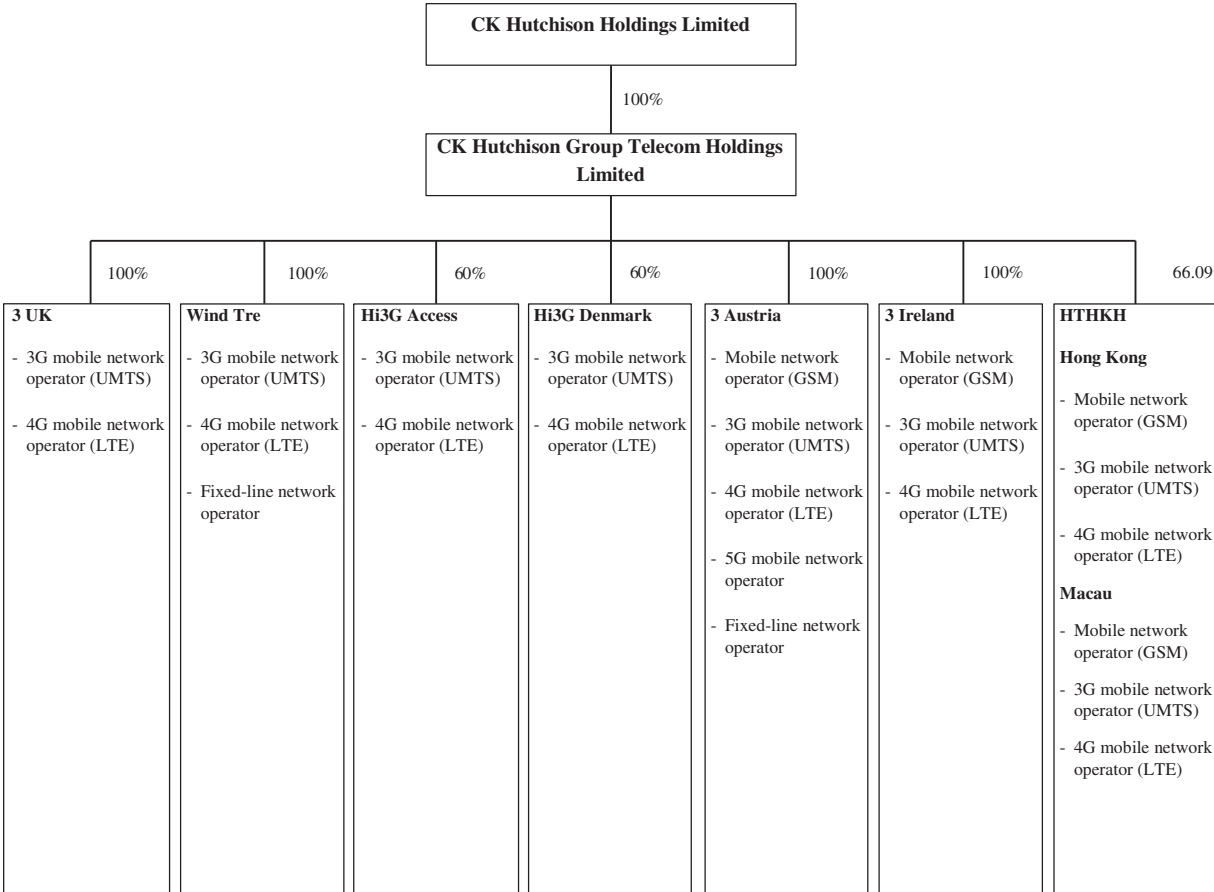 CK Hutchison Holdings Limited
100%
CK Hutchison Group Telecom Holdings
Limited
100%
100%
60%
60%
100%
100%
66.09
3 UK
- 3G mobile network
operator (UMTS)
- 4G mobile network
operator (LTE)
Wind Tre
- 3G mobile network
operator (UMTS)
- 4G mobile network
operator (LTE)
- Fixed-line network
operator
Hi3G Access
- 3G mobile network
operator (UMTS)
- 4G mobile network
operator (LTE)
Hi3G Denmark
- 3G mobile network
operator (UMTS)
- 4G mobile network
operator (LTE)
3 Austria
- Mobile network
operator (GSM)
- 3G mobile network
operator (UMTS)
- 4G mobile network
operator (LTE)
- 5G mobile network
operator
- Fixed-line network
operator
3 Ireland
- Mobile network
operator (GSM)
- 3G mobile network
operator (UMTS)
- 4G mobile network
operator (LTE)
HTHKH
Hong Kong
- Mobile network
operator (GSM)
- 3G mobile network
operator (UMTS)
- 4G mobile network
operator (LTE)
Macau
- Mobile network
operator (GSM)
- 3G mobile network
operator (UMTS)
- 4G mobile network
operator (LTE)